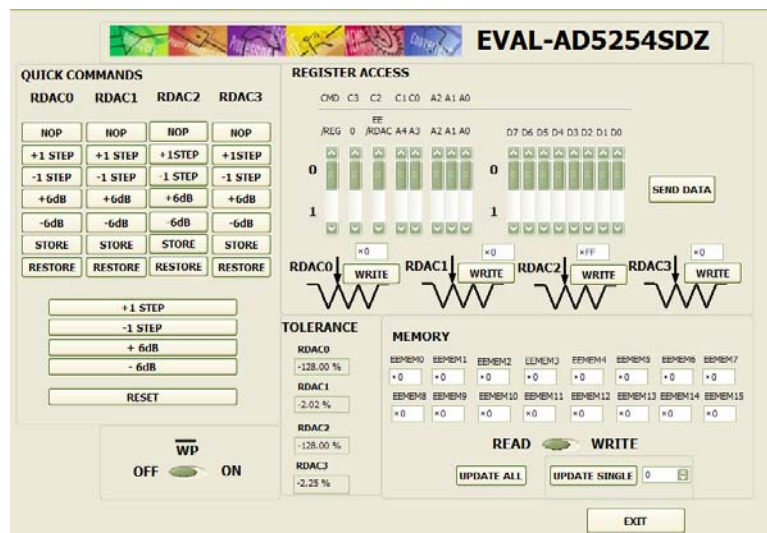 EVAL-AD5254SDZ
QUICK COMMANDS
RDAC0 RDAC1 RDAC2 RDAC3
NOP NOP NOP NOP
+1 STEP +1 STEP +1STEP +1STEP
-1 STEP -1 STEP -1 STEP -1 STEP
+6dB +6dB +6dB +6dB
-6dB -6dB -6dB -6dB
STORE STORE STORE STORE
RESTORE RESTORE RESTORE RESTORE
+1 STEP
-1 STEP
+ 6dB
- 6dB
RESET
WP
OFF ON
REGISTER ACCESS
CMD C3 C2 C1 C0 A2 A1 A0
EE
/REG 0 /RDAC A4 A3 A2 A1 A0 D7 D6 D5 D4 D3 D2 D1 D0
0 0
1 1
SEND DATA
×0 ×0 ×FF ×0
RDAC0 WRITE RDAC1 WRITE RDAC2 WRITE RDAC3 WRITE
TOLERANCE
RDAC0
-128.00 %
RDAC1
-2.02 %
RDAC2
-128.00 %
RDAC3
-2.25 %
MEMORY
EEMEM0 EEMEM1 EEMEM2 EEMEM3 EEMEM4 EEMEM5 EEMEM6 EEMEM7
×0 ×0 ×0 ×0 ×0 ×0 ×0 ×0
EEMEM8 EEMEM9 EEMEM10 EEMEM11 EEMEM12 EEMEM13 EEMEM14 EEMEM15
×0 ×0 ×0 ×0 ×0 ×0 ×0 ×0
READ WRITE
UPDATE ALL UPDATE SINGLE 0
EXIT